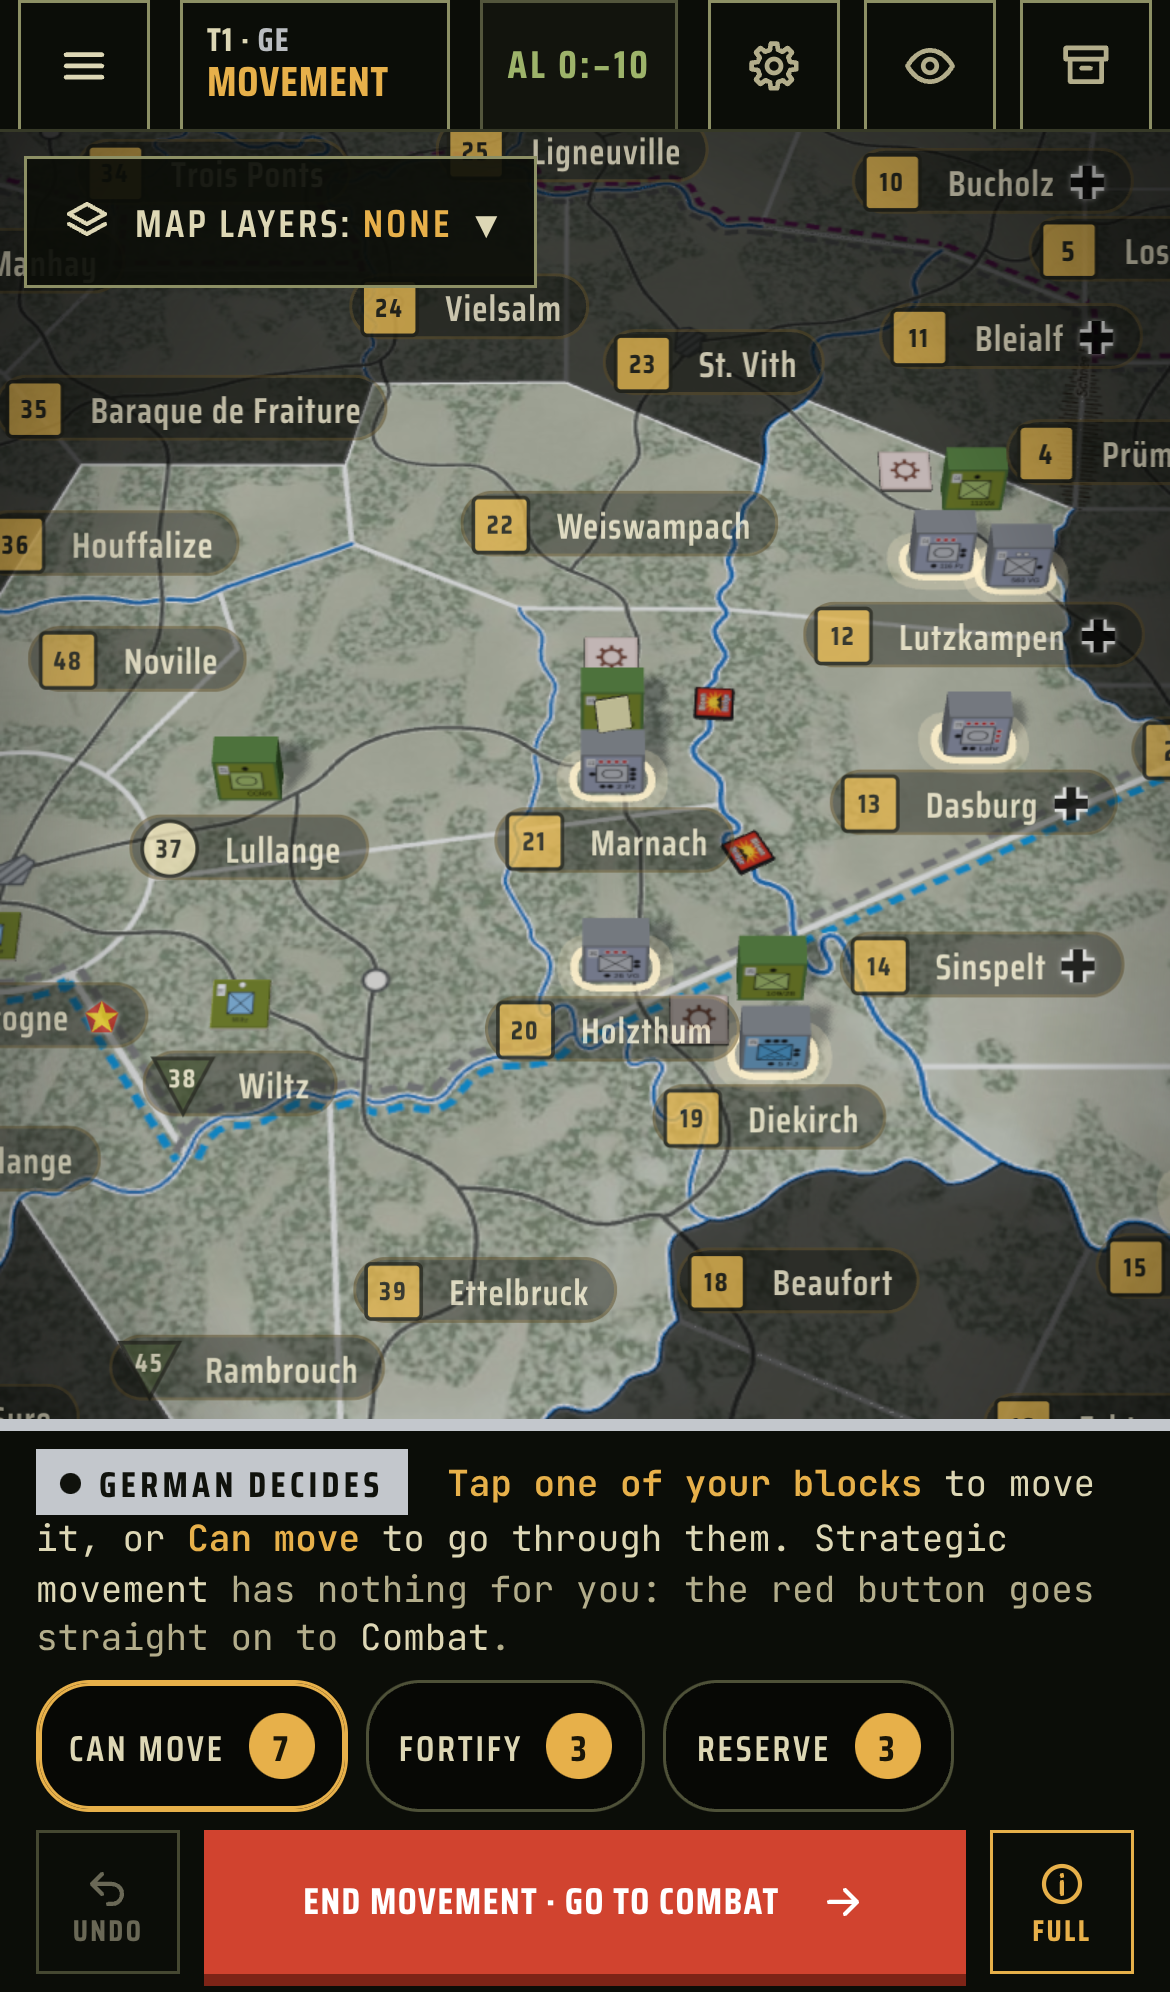 T1 · GE
MOVEMENT
AL 0:-10
25 Ligneuville
34 Trois Ponts
10 Bucholz
MAP LAYERS: NONE ▼
Manhay
5 Los
24 Vielsalm
11 Bleialf
23 St. Vith
35 Baraque de Fraiture
4 Prüm
22 Weiswampach
36 Houffalize
12 Lutzkampen
48 Noville
13 Dasburg
21 Marnach
37 Lullange
14 Sinspelt
ogne
20 Holzthum
38 Wiltz
19 Diekirch
lange
15
18 Beaufort
39 Ettelbruck
45 Rambrouch
GERMAN DECIDES Tap one of your blocks to move
it, or Can move to go through them. Strategic
movement has nothing for you: the red button goes
straight on to Combat.
CAN MOVE 7
FORTIFY 3
RESERVE 3
UNDO
END MOVEMENT · GO TO COMBAT →
FULL